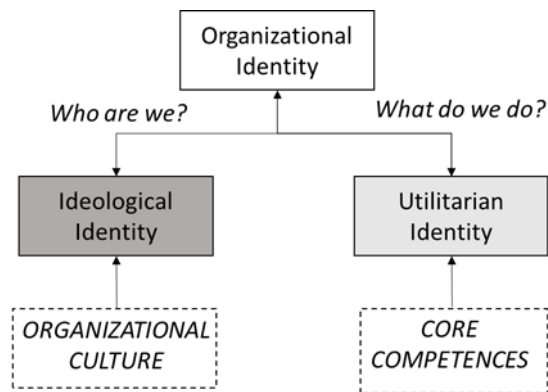 Organizational
Identity
Who are we?
What do we do?
Ideological
Identity
Utilitarian
Identity
ORGANIZATIONAL
CULTURE
CORE
COMPETENCES